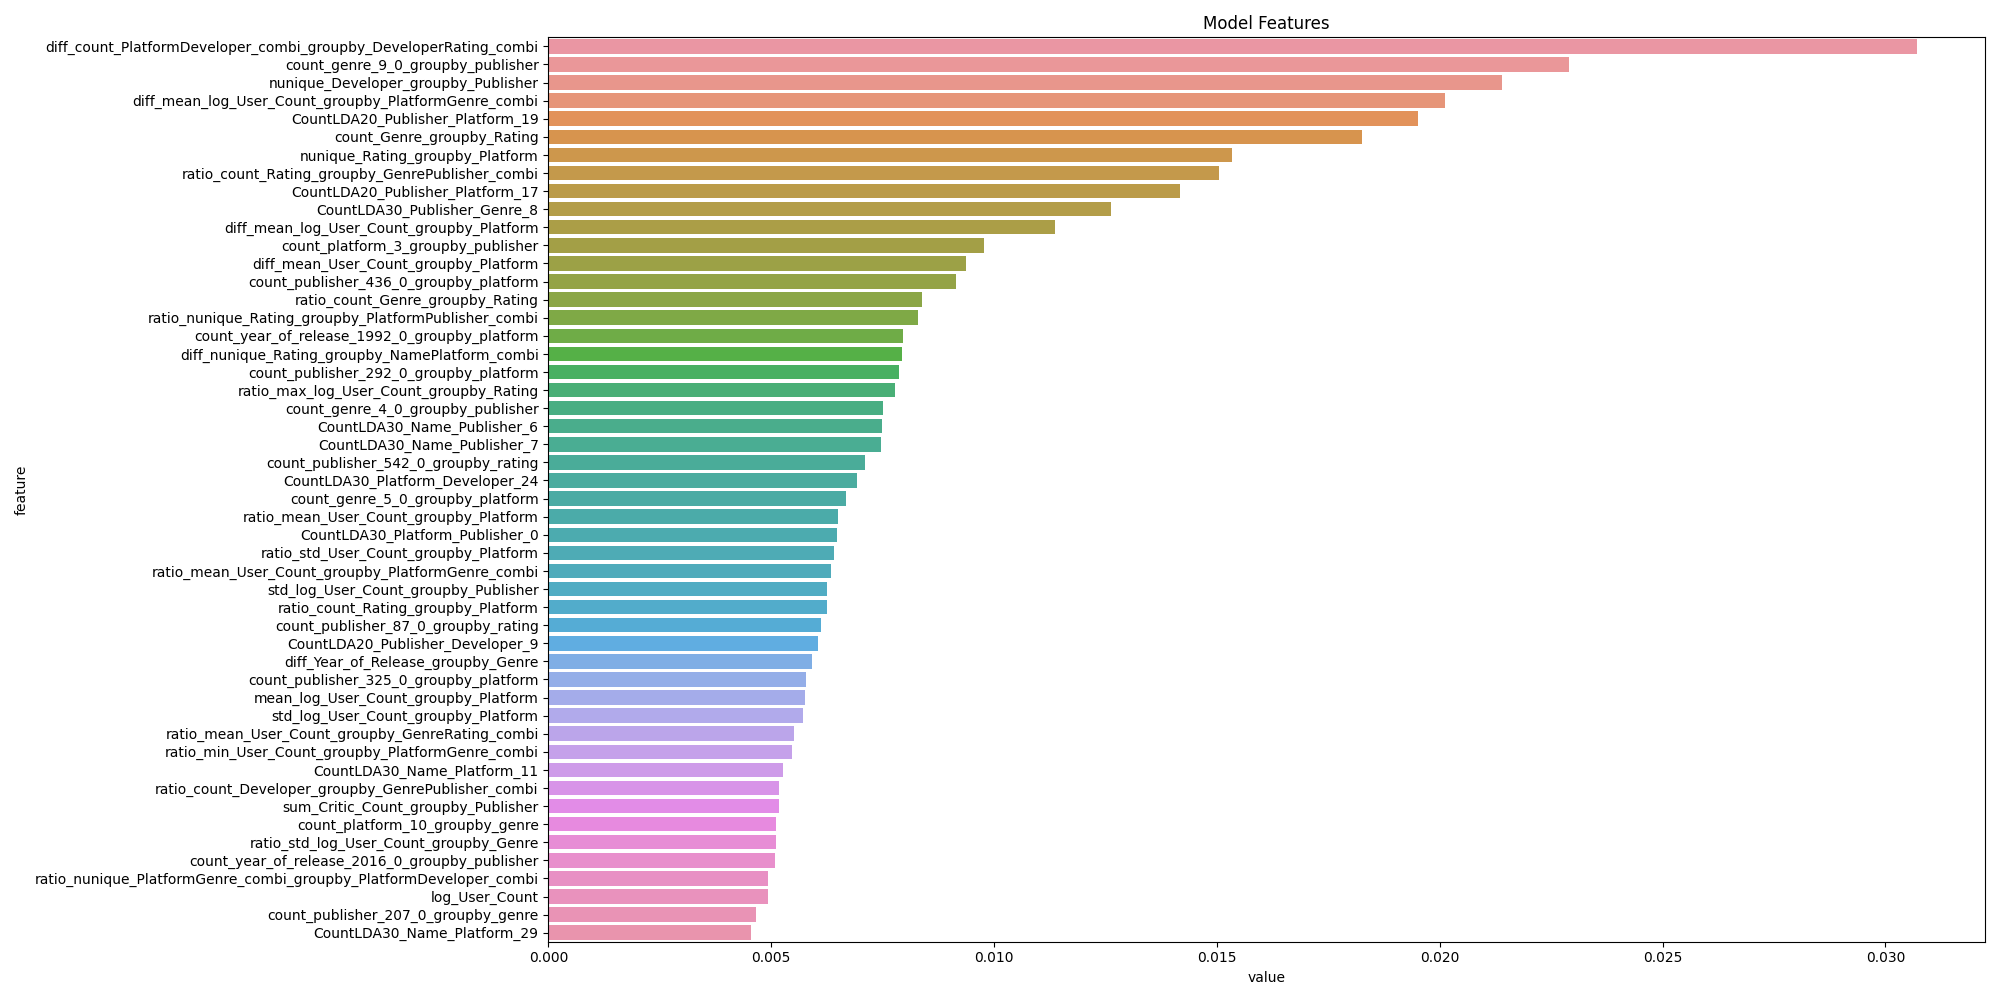 Model Features
diff_count_PlatformDeveloper_combi_groupby_DeveloperRating_combi
count_genre_9_0_groupby_publisher
nunique_Developer_groupby_Publisher
diff_mean_log_User_Count_groupby_PlatformGenre_combi
CountLDA20_Publisher_Platform_19
count_Genre_groupby_Rating
nunique_Rating_groupby_Platform
ratio_count_Rating_groupby_GenrePublisher_combi
CountLDA20_Publisher_Platform_17
CountLDA30_Publisher_Genre_8
diff_mean_log_User_Count_groupby_Platform
count_platform_3_groupby_publisher
diff_mean_User_Count_groupby_Platform
count_publisher_436_0_groupby_platform
ratio_count_Genre_groupby_Rating
ratio_nunique_Rating_groupby_PlatformPublisher_combi
count_year_of_release_1992_0_groupby_platform
diff_nunique_Rating_groupby_NamePlatform_combi
count_publisher_292_0_groupby_platform
ratio_max_log_User_Count_groupby_Rating
count_genre_4_0_groupby_publisher
CountLDA30_Name_Publisher_6
CountLDA30_Name_Publisher_7
count_publisher_542_0_groupby_rating
CountLDA30_Platform_Developer_24
count_genre_5_0_groupby_platform
ratio_mean_User_Count_groupby_Platform
CountLDA30_Platform_Publisher_0
ratio_std_User_Count_groupby_Platform
ratio_mean_User_Count_groupby_PlatformGenre_combi
std_log_User_Count_groupby_Publisher
ratio_count_Rating_groupby_Platform
count_publisher_87_0_groupby_rating
CountLDA20_Publisher_Developer_9
diff_Year_of_Release_groupby_Genre
count_publisher_325_0_groupby_platform
mean_log_User_Count_groupby_Platform
std_log_User_Count_groupby_Platform
ratio_mean_User_Count_groupby_GenreRating_combi
ratio_min_User_Count_groupby_PlatformGenre_combi
CountLDA30_Name_Platform_11
ratio_count_Developer_groupby_GenrePublisher_combi
sum_Critic_Count_groupby_Publisher
count_platform_10_groupby_genre
ratio_std_log_User_Count_groupby_Genre
count_year_of_release_2016_0_groupby_publisher
ratio_nunique_PlatformGenre_combi_groupby_PlatformDeveloper_combi
log_User_Count
count_publisher_207_0_groupby_genre
CountLDA30_Name_Platform_29
feature
0.000 0.005 0.010 0.015 0.020 0.025 0.030
value